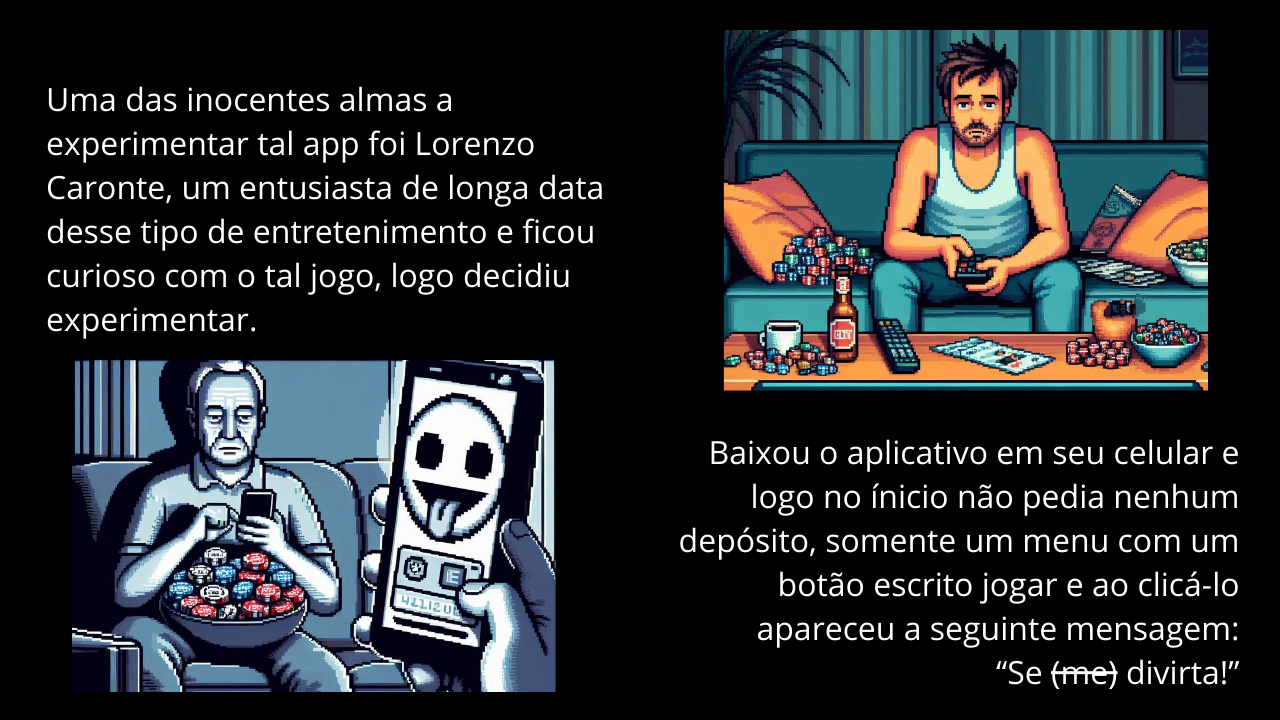 Uma das inocentes almas a
experimentar tal app foi Lorenzo
Caronte, um entusiasta de longa data
desse tipo de entretenimento e ficou
curioso com o tal jogo, logo decidiu
experimentar.
Baixou o aplicativo em seu celular e
logo no ínicio não pedia nenhum
depósito, somente um menu com um
botão escrito jogar e ao clicá-lo
apareceu a seguinte mensagem:
“Se (me) divirta!”